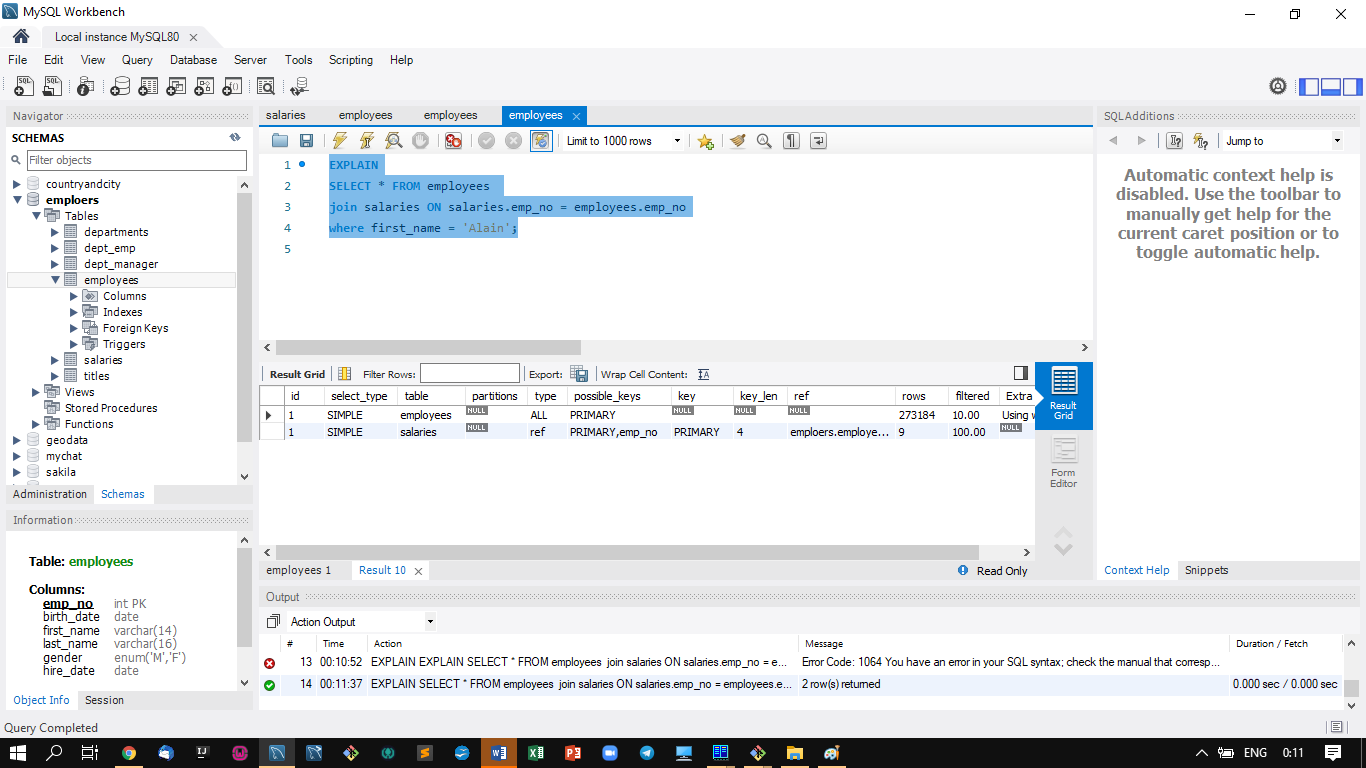 MySQL Workbench
Local instance MySQL80
File Edit View Query Database Server Tools Scripting Help
Navigator
SCHEMAS
Filter objects
countryandcity
emploers
Tables
departments
dept_emp
dept_manager
employees
Columns
Indexes
Foreign Keys
Triggers
salaries
titles
Views
Stored Procedures
Functions
geodata
mychat
sakila
Administration Schemas
Information
Table: employees
Columns:
emp_no int PK
birth_date date
first_name varchar(14)
last_name varchar(16)
gender enum('M','F')
hire_date date
Object Info Session
Query Completed
salaries employees employees employees
Limit to 1000 rows
1 EXPLAIN
2 SELECT * FROM employees
3 join salaries ON salaries.emp_no = employees.emp_no
4 where first_name = 'Alain';
5
Result Grid Filter Rows: Export: Wrap Cell Content:
id select_type table partitions type possible_keys key key_len ref rows filtered Extra
1 SIMPLE employees NULL ALL PRIMARY NULL NULL NULL 273184 10.00 Using w
1 SIMPLE salaries NULL ref PRIMARY,emp_no PRIMARY 4 emploers.employe... 9 100.00 NULL
Result Grid
Form Editor
employees 1 Result 10 Read Only
Output
Action Output
# Time Action Message Duration / Fetch
13 00:10:52 EXPLAIN EXPLAIN SELECT * FROM employees join salaries ON salaries.emp_no = e... Error Code: 1064 You have an error in your SQL syntax; check the manual that corresp...
14 00:11:37 EXPLAIN SELECT * FROM employees join salaries ON salaries.emp_no = employees.e... 2 row(s) returned 0.000 sec / 0.000 sec
SQLAdditions
Jump to
Automatic context help is
disabled. Use the toolbar to
manually get help for the
current caret position or to
toggle automatic help.
Context Help Snippets
ENG 0:11